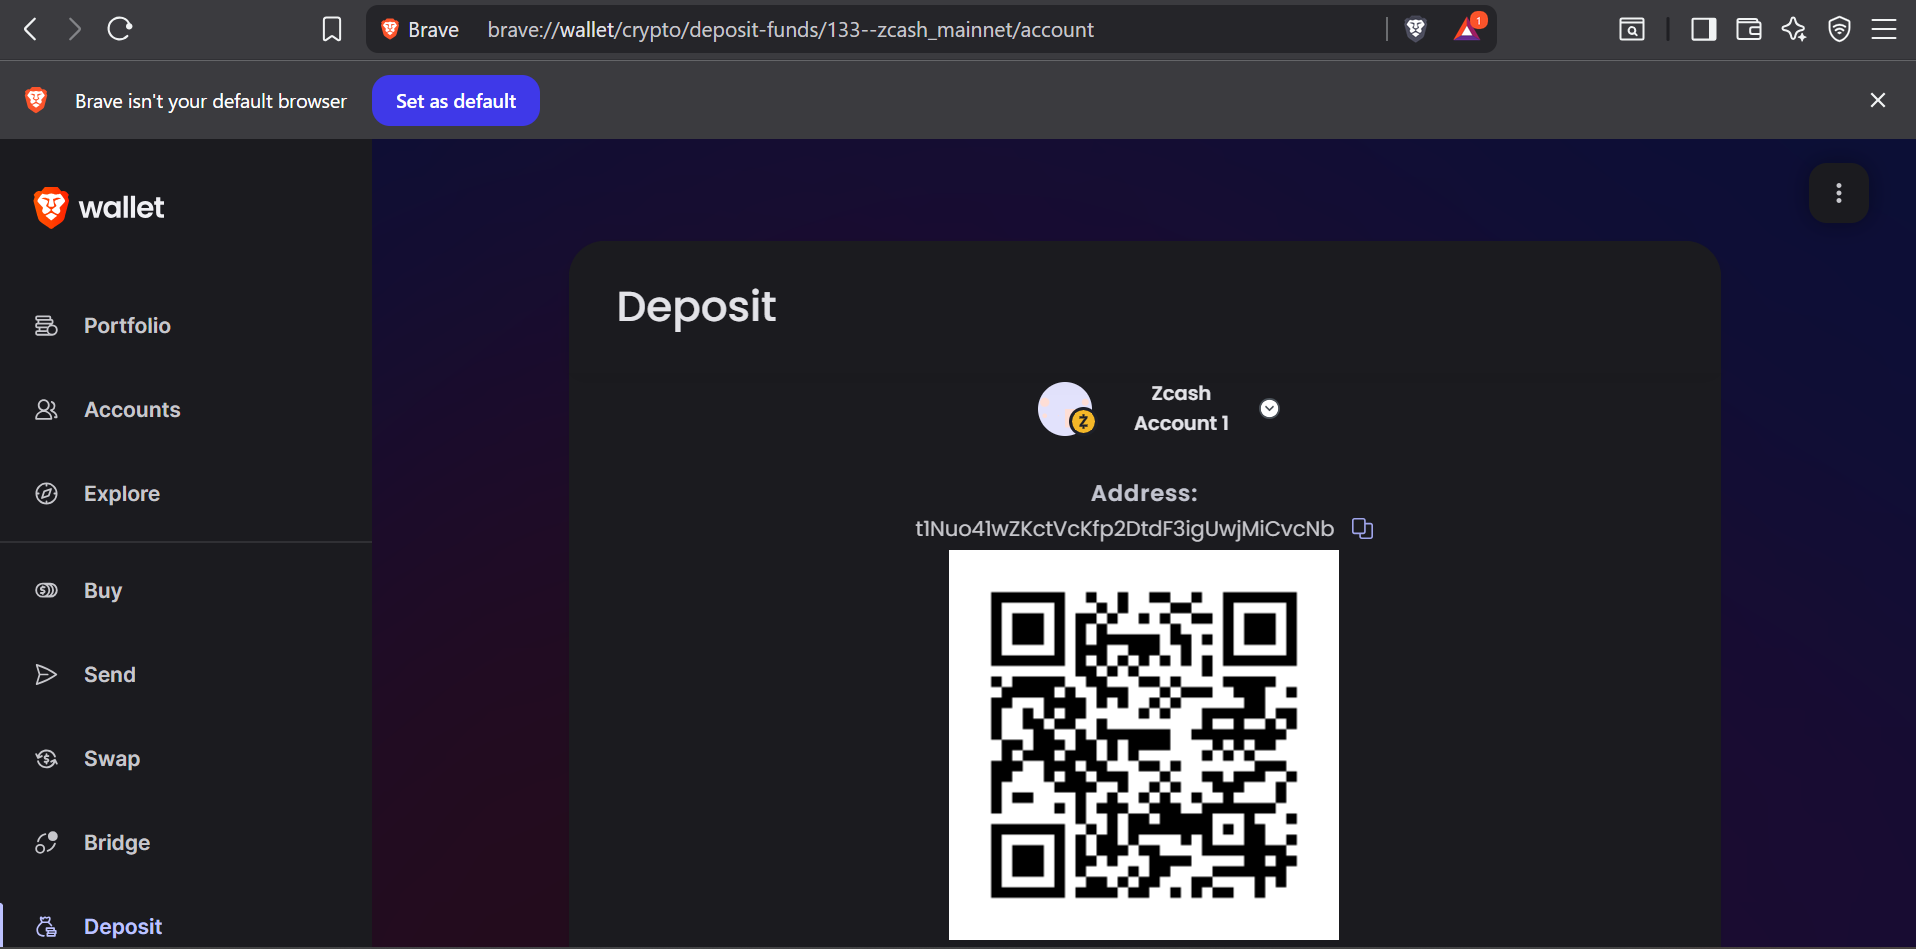 Brave
brave://wallet/crypto/deposit-funds/133--zcash_mainnet/account
1
Brave isn't your default browser
Set as default
wallet
Portfolio
Accounts
Explore
Buy
Send
Swap
Bridge
Deposit
Deposit
Zcash
Account 1
Address:
t1Nuo41wZKctVcKfp2DtdF3igUwjMiCvcNb